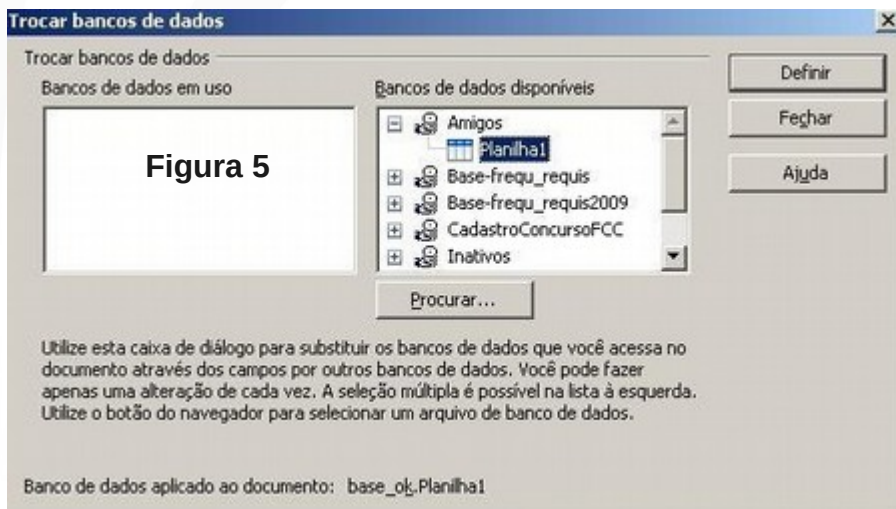 Trocar bancos de dados
Trocar bancos de dados
Bancos de dados em uso
Bancos de dados disponíveis
Definir
Fechar
Ajuda
Figura 5
Amigos
Planilha1
Base-frequ_requis
Base-frequ_requis2009
CadastroConcursoFCC
Inativos
Procurar...
Utilize esta caixa de diálogo para substituir os bancos de dados que você acessa no
documento através dos campos por outros bancos de dados. Você pode fazer
apenas uma alteração de cada vez. A seleção múltipla é possível na lista à esquerda.
Utilize o botão do navegador para selecionar um arquivo de banco de dados.
Banco de dados aplicado ao documento: base_ok.Planilha1